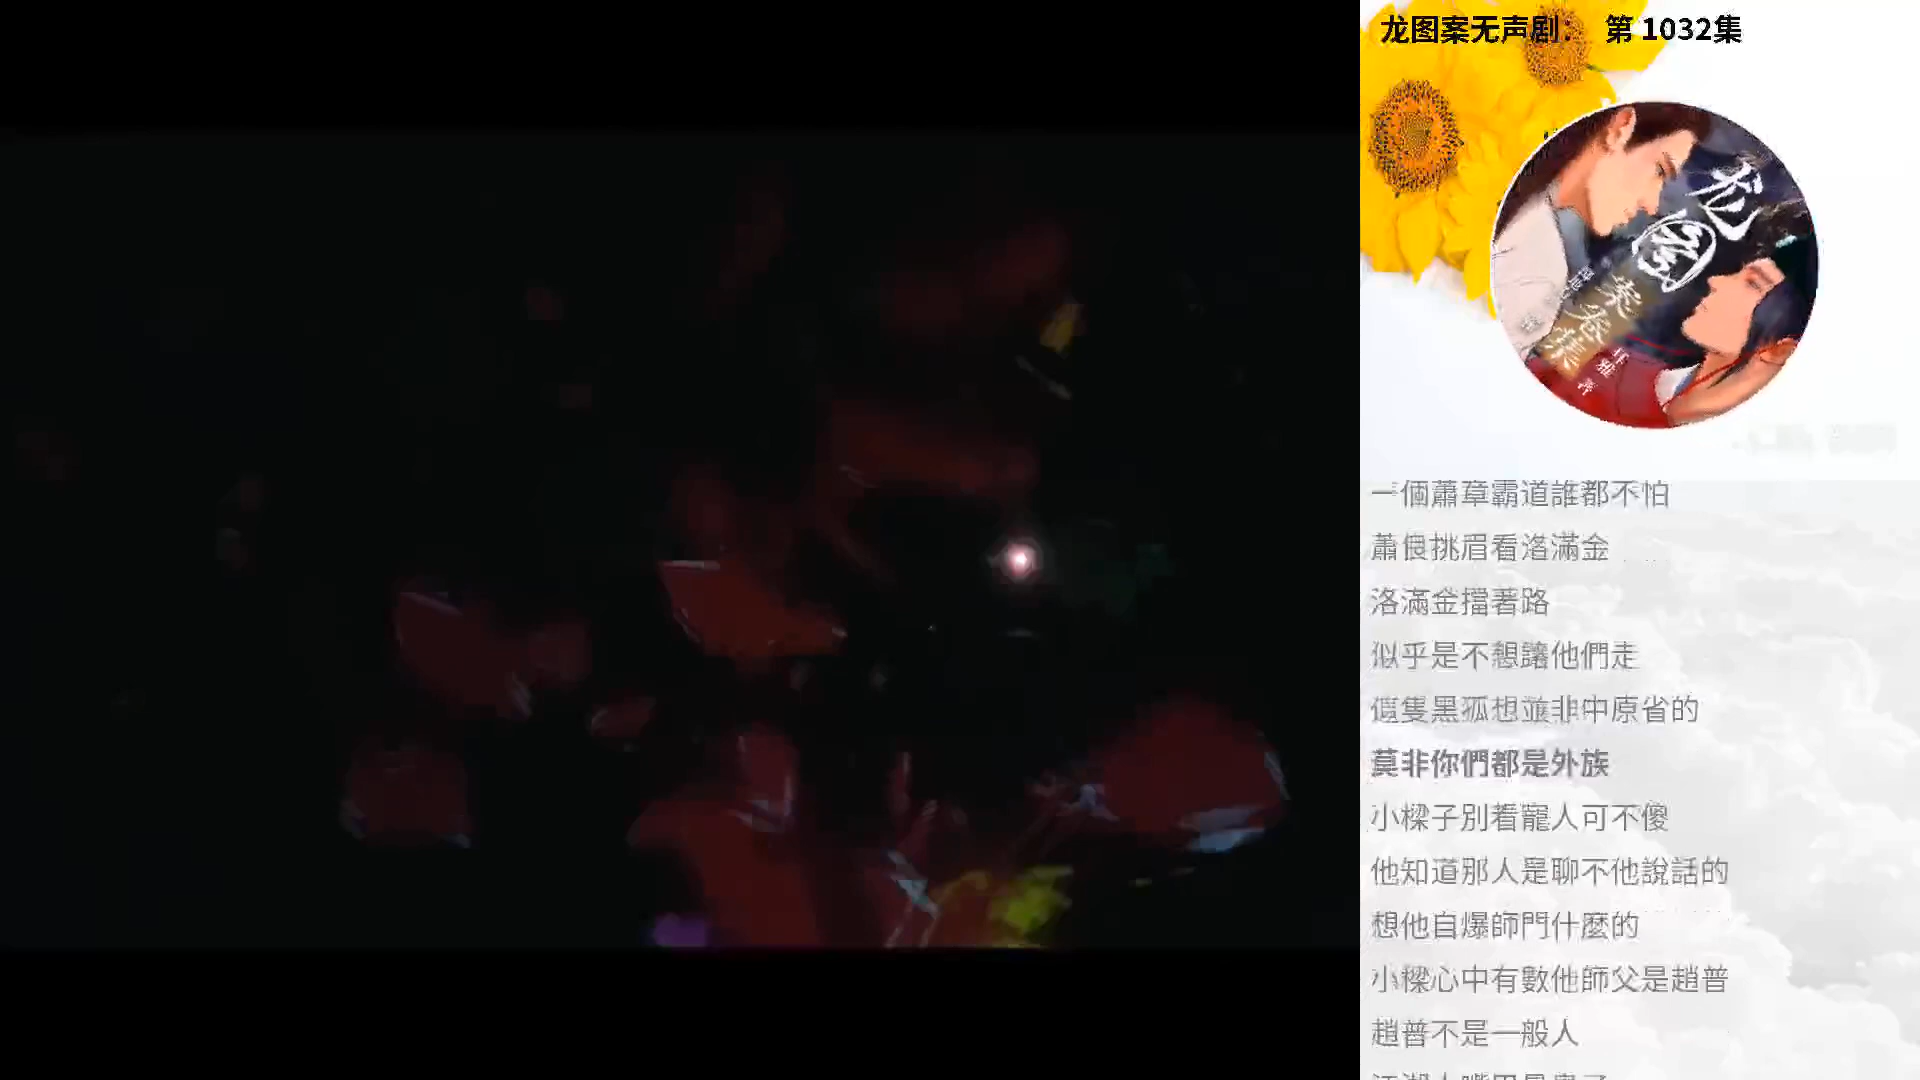 龙图案无声剧： 第 1032集
龙图
案卷集
一個蕭章霸道誰都不怕
蕭良挑眉看洛滿金
洛滿金擋著路
似乎是不想讓他們走
這隻黑狐想並非中原省的
莫非你們都是外族
小樑子別看寵人可不傻
他知道那人是聊不他說話的
想他自爆師門什麼的
小樑心中有數他師父是趙普
趙普不是一般人